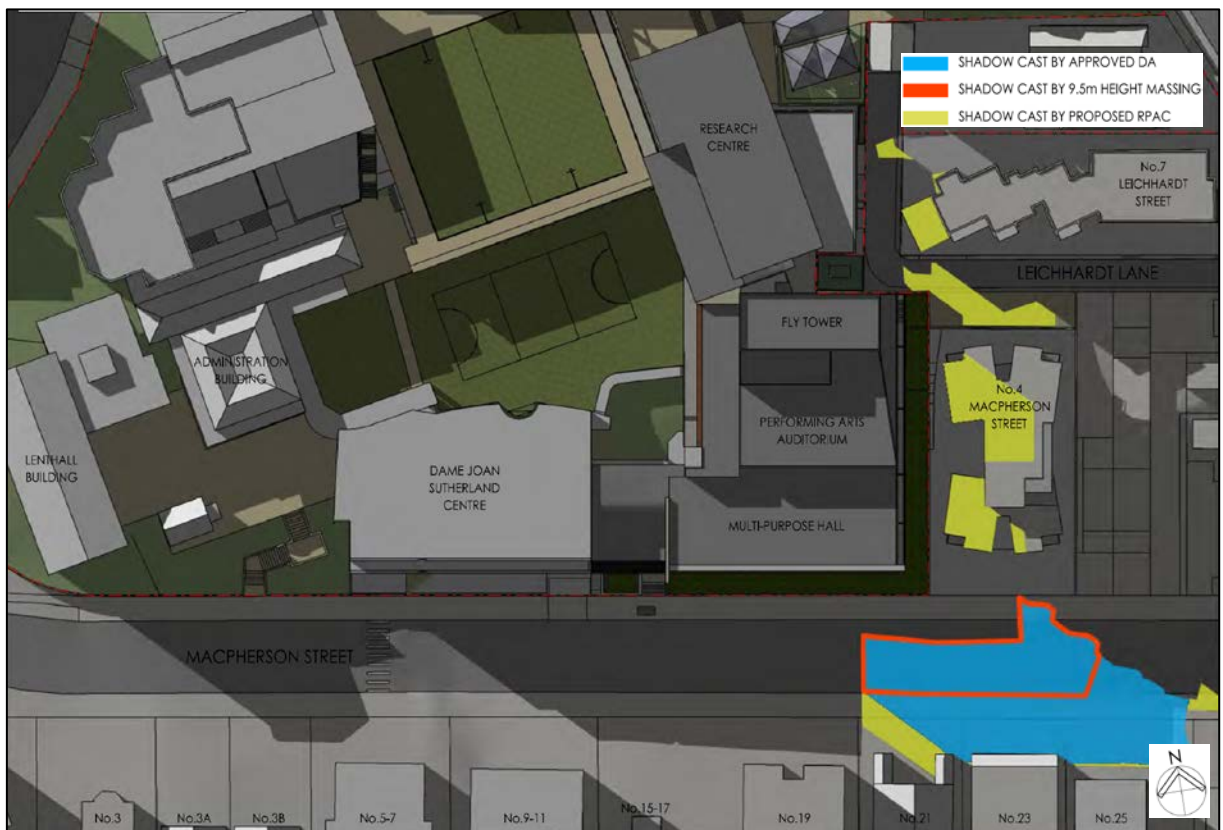 SHADOW CAST BY APPROVED DA
SHADOW CAST BY 9.5m HEIGHT MASSING
SHADOW CAST BY PROPOSED RPAC
RESEARCH
CENTRE
No.7
LEICHHARDT
STREET
LEICHHARDT LANE
FLY TOWER
ADMINISTRATION
BUILDING
No.4
MACPHERSON
STREET
PERFORMING ARTS
AUDITORIUM
LENTHALL
BUILDING
DAME JOAN
SUTHERLAND
CENTRE
MULTI-PURPOSE HALL
MACPHERSON STREET
N
No.3
No.3A
No.3B
No.5-7
No.9-11
No.15-17
No.19
No.21
No.23
No.25